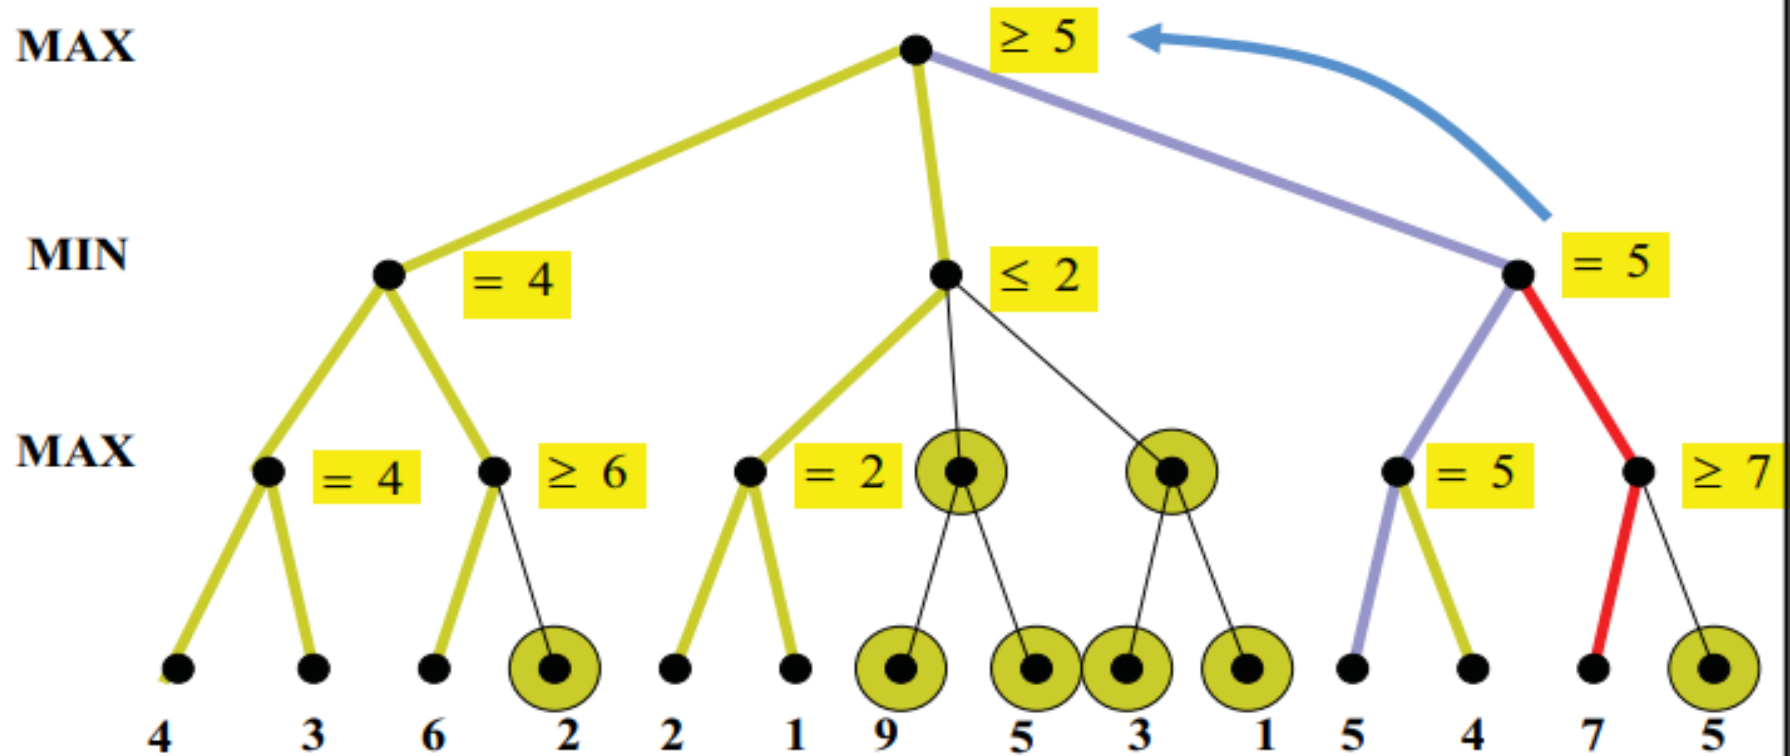 MAX ≥ 5
MIN = 4 ≤ 2 = 5
MAX = 4 ≥ 6 = 2 = 5 ≥ 7
4 3 6 2 2 1 9 5 3 1 5 4 7 5